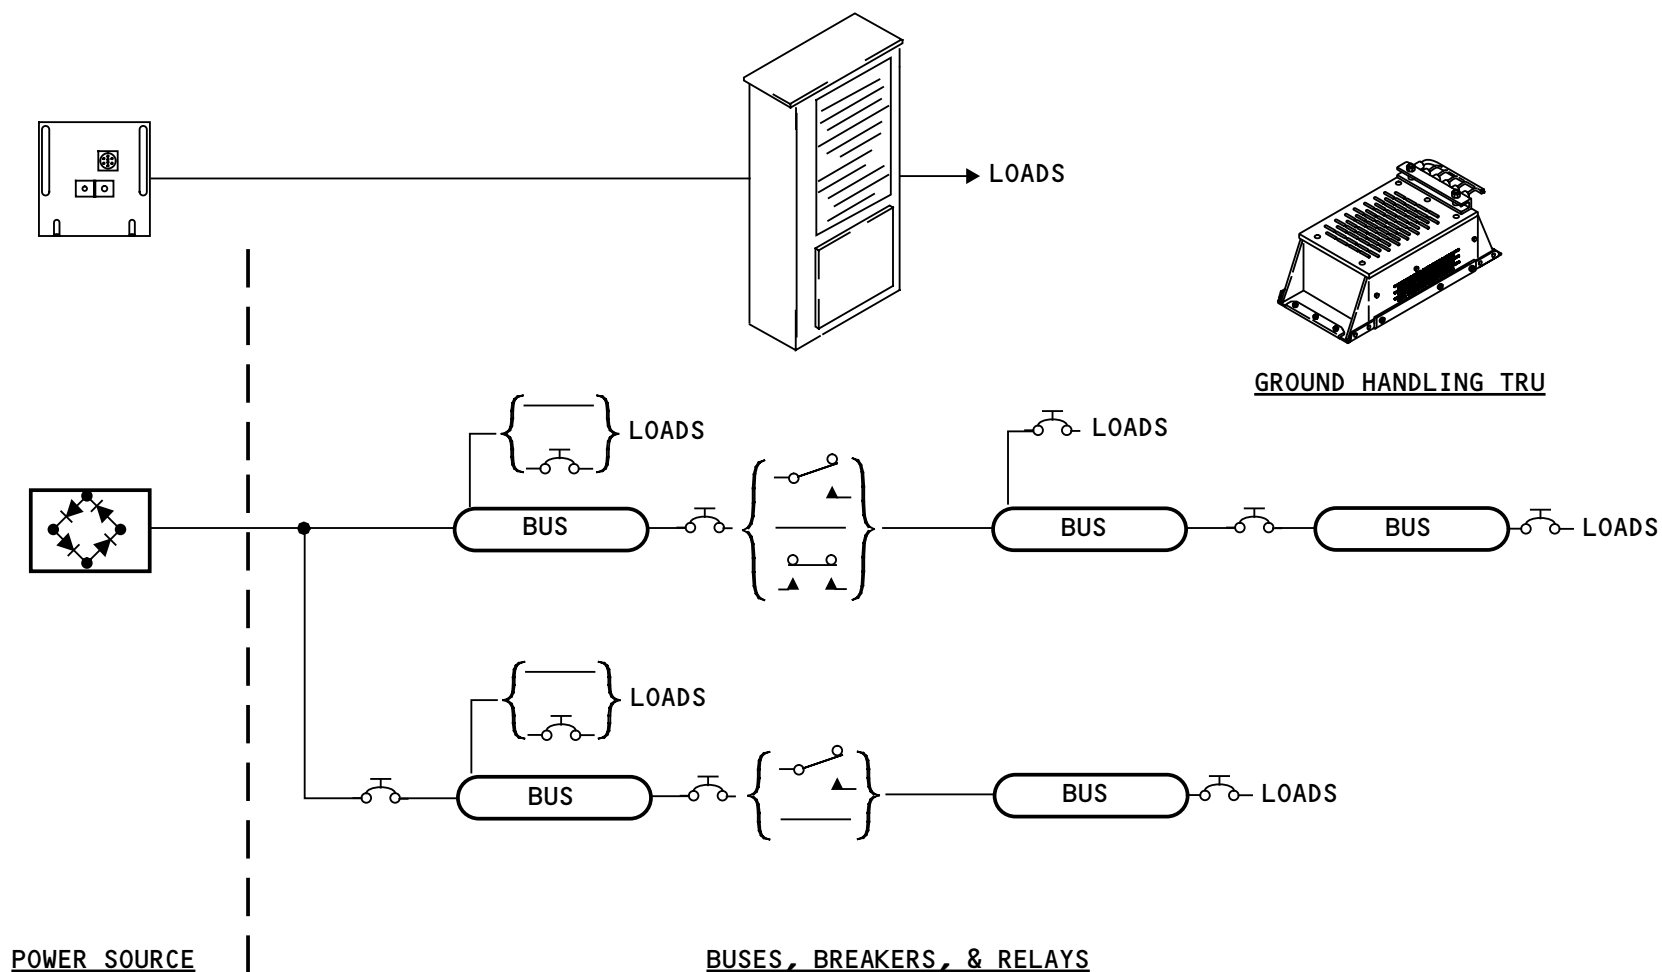 LOADS
GROUND HANDLING TRU
LOADS
LOADS
BUS
BUS
BUS
LOADS
LOADS
BUS
BUS
LOADS
POWER SOURCE
BUSES, BREAKERS, & RELAYS